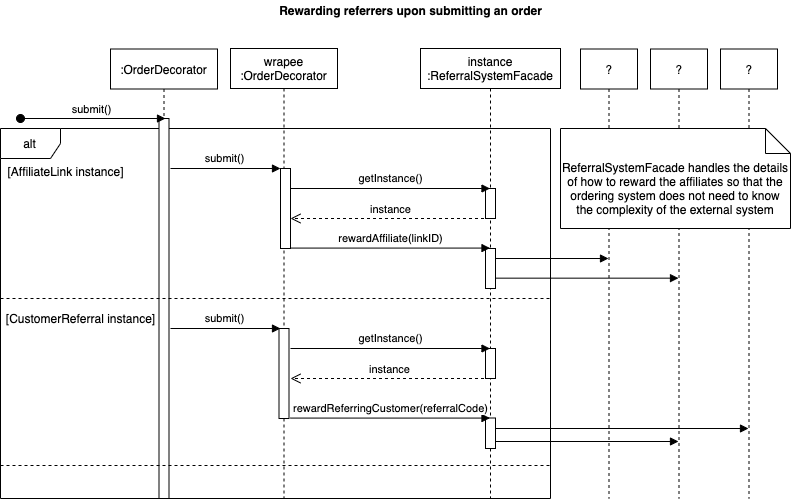 Rewarding referrers upon submitting an order
:OrderDecorator
wrapee
:OrderDecorator
instance
:ReferralSystemFacade
?
?
?
submit()
alt
[AffiliateLink instance]
submit()
getInstance()
instance
rewardAffiliate(linkID)
ReferralSystemFacade handles the details
of how to reward the affiliates so that the
ordering system does not need to know
the complexity of the external system
[CustomerReferral instance]
submit()
getInstance()
instance
rewardReferringCustomer(referralCode)